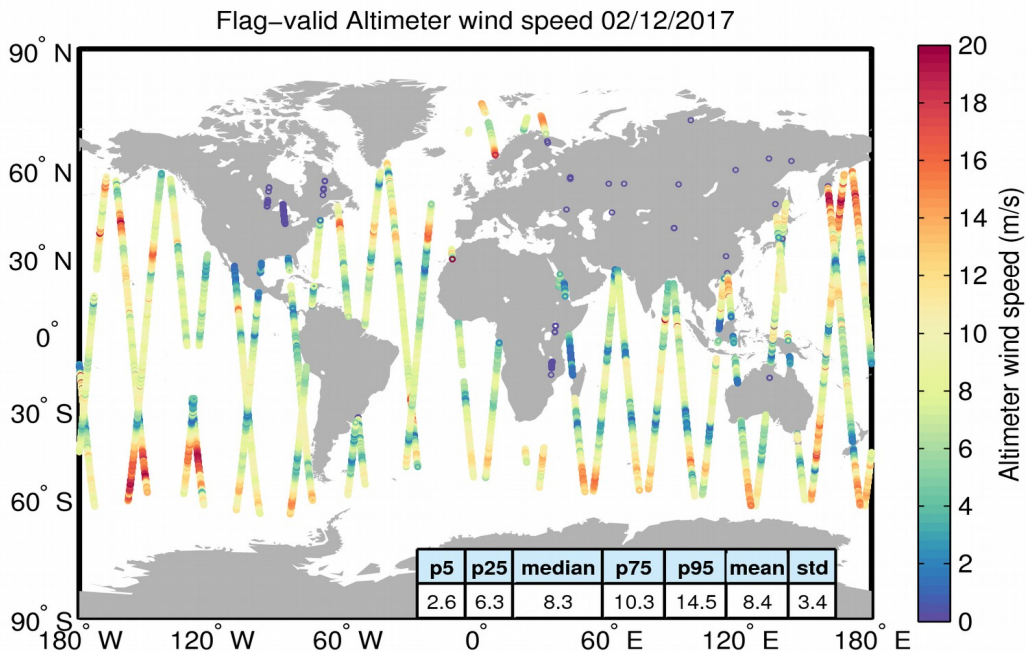 Flag−valid Altimeter wind speed 02/12/2017
90° N
60° N
30° N
0°
30° S
60° S
90° S
180° W
120° W
60° W
0°
60° E
120° E
180° E
p5 p25 median p75 p95 mean std
2.6 6.3 8.3 10.3 14.5 8.4 3.4
20
18
16
14
12
10
8
6
4
2
0
Altimeter wind speed (m/s)